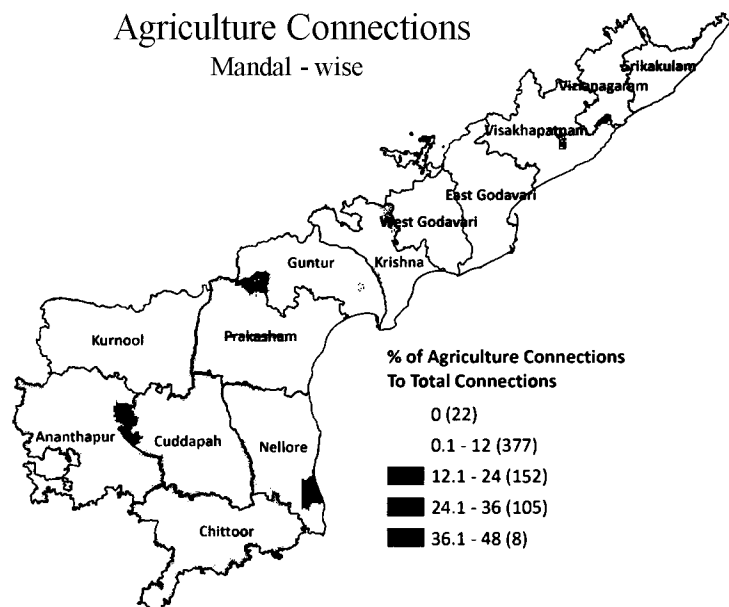 Agriculture Connections
Mandal - wise
Srikakulam
Vizianagaram
Visakhapatnam
East Godavari
West Godavari
Krishna
Guntur
Prakasham
Kurnool
Ananthapur
Cuddapah
Nellore
Chittoor
% of Agriculture Connections
To Total Connections
0 (22)
0.1 - 12 (377)
12.1 - 24 (152)
24.1 - 36 (105)
36.1 - 48 (8)